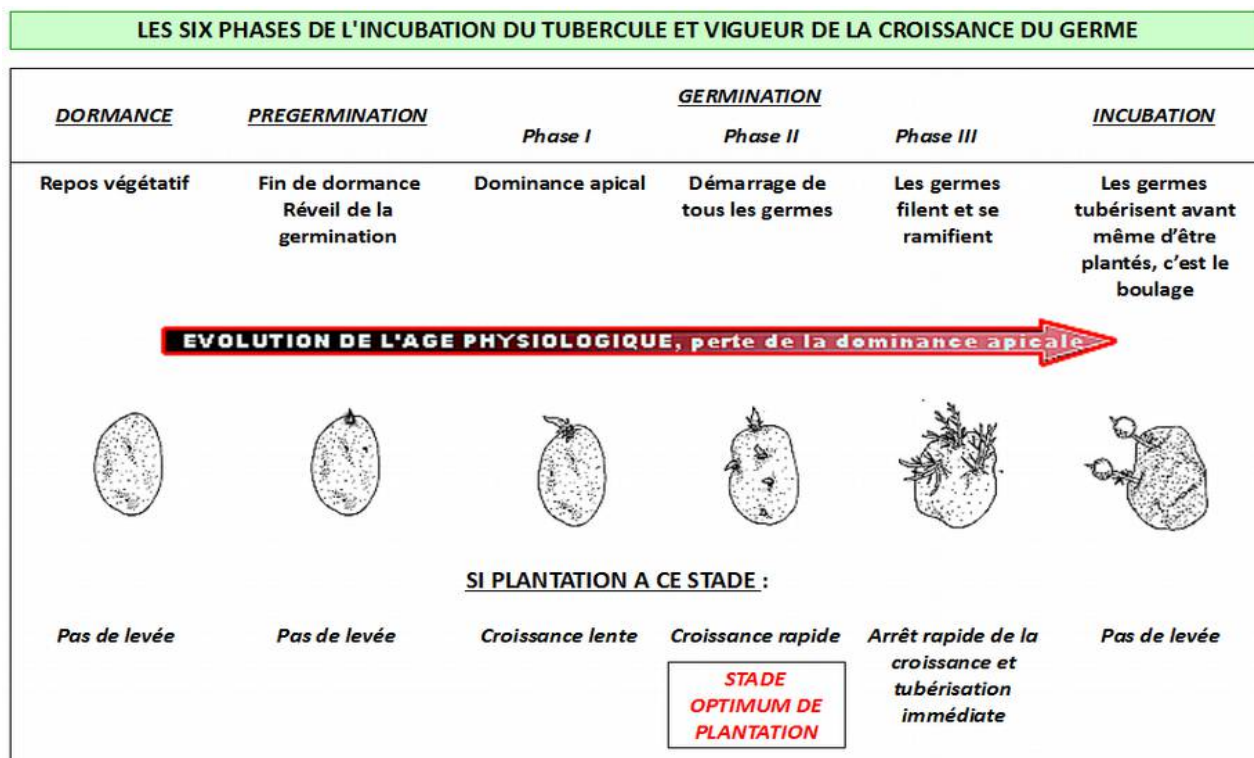 LES SIX PHASES DE L'INCUBATION DU TUBERCULE ET VIGUEUR DE LA CROISSANCE DU GERME
DORMANCE
PREGERMINATION
GERMINATION
Phase I
Phase II
Phase III
INCUBATION
Repos végétatif
Fin de dormance
Réveil de la
germination
Dominance apical
Démarrage de
tous les germes
Les germes
filent et se
ramifient
Les germes
tubérisent avant
même d'être
plantés, c'est le
boulage
EVOLUTION DE L'AGE PHYSIOLOGIQUE, perte de la dominance apicale
SI PLANTATION A CE STADE :
Pas de levée
Pas de levée
Croissance lente
Croissance rapide
STADE
OPTIMUM DE
PLANTATION
Arrêt rapide de la
croissance et
tubérisation
immédiate
Pas de levée